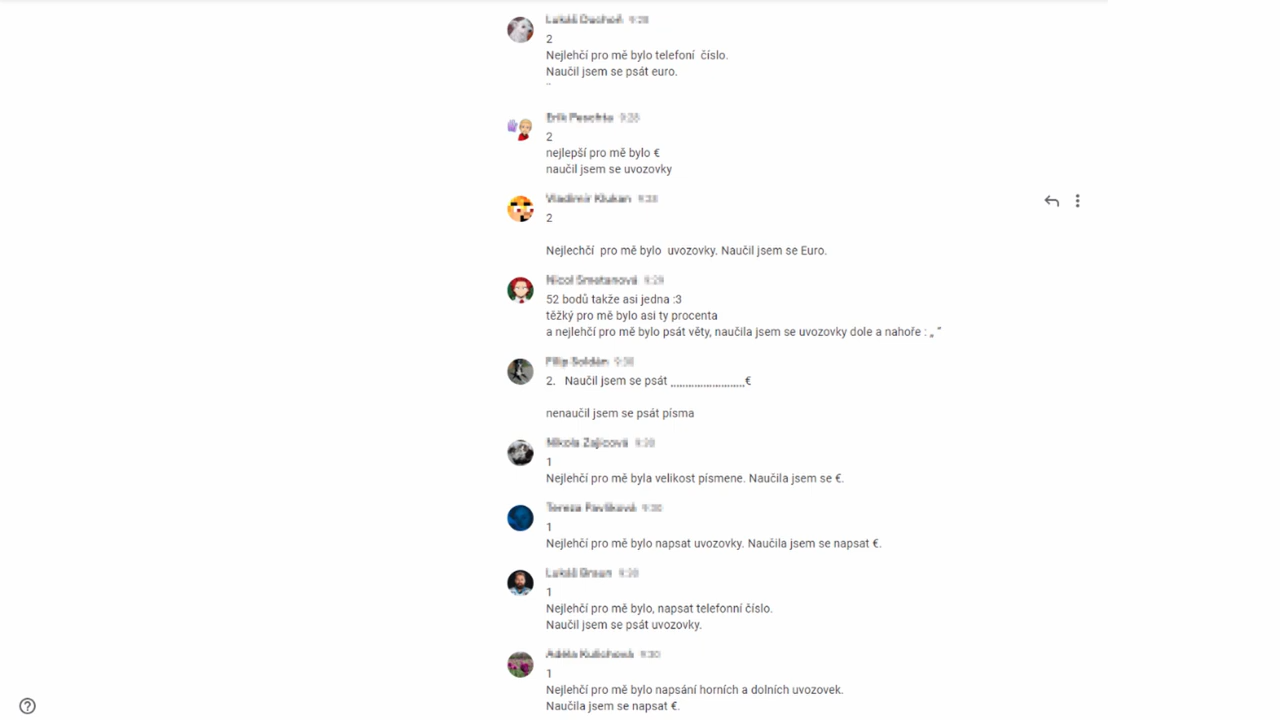 2
Nejlehčí pro mě bylo telefoní číslo.
Naučil jsem se psát euro.
¨
2
nejlepší pro mě bylo €
naučil jsem se uvozovky
2
Nejlechčí pro mě bylo uvozovky. Naučil jsem se Euro.
52 bodů takže asi jedna :3
těžký pro mě bylo asi ty procenta
a nejlehčí pro mě bylo psát věty, naučila jsem se uvozovky dole a nahoře : „ “
2. Naučil jsem se psát ,,,,,,,,,,,,,,,,,,,,,,,,,€
nenaučil jsem se psát písma
1
Nejlehčí pro mě byla velikost písmene. Naučila jsem se €.
1
Nejlehčí pro mě bylo napsat uvozovky. Naučila jsem se napsat €.
1
Nejlehčí pro mě bylo, napsat telefonní číslo.
Naučil jsem se psát uvozovky.
1
Nejlehčí pro mě bylo napsání horních a dolních uvozovek.
Naučila jsem se napsat €.